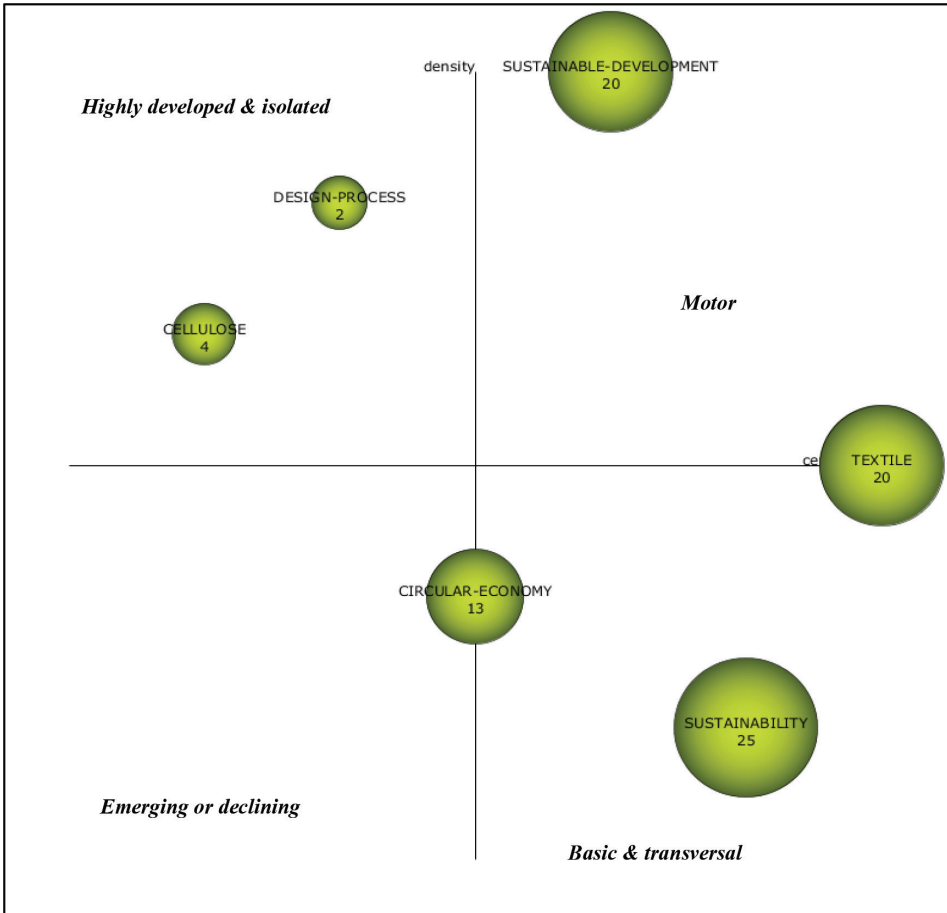 density
SUSTAINABLE-DEVELOPMENT
20
Highly developed & isolated
DESIGN-PROCESS
2
Motor
CELLULOSE
4
ce
TEXTILE
20
CIRCULAR-ECONOMY
13
SUSTAINABILITY
25
Emerging or declining
Basic & transversal